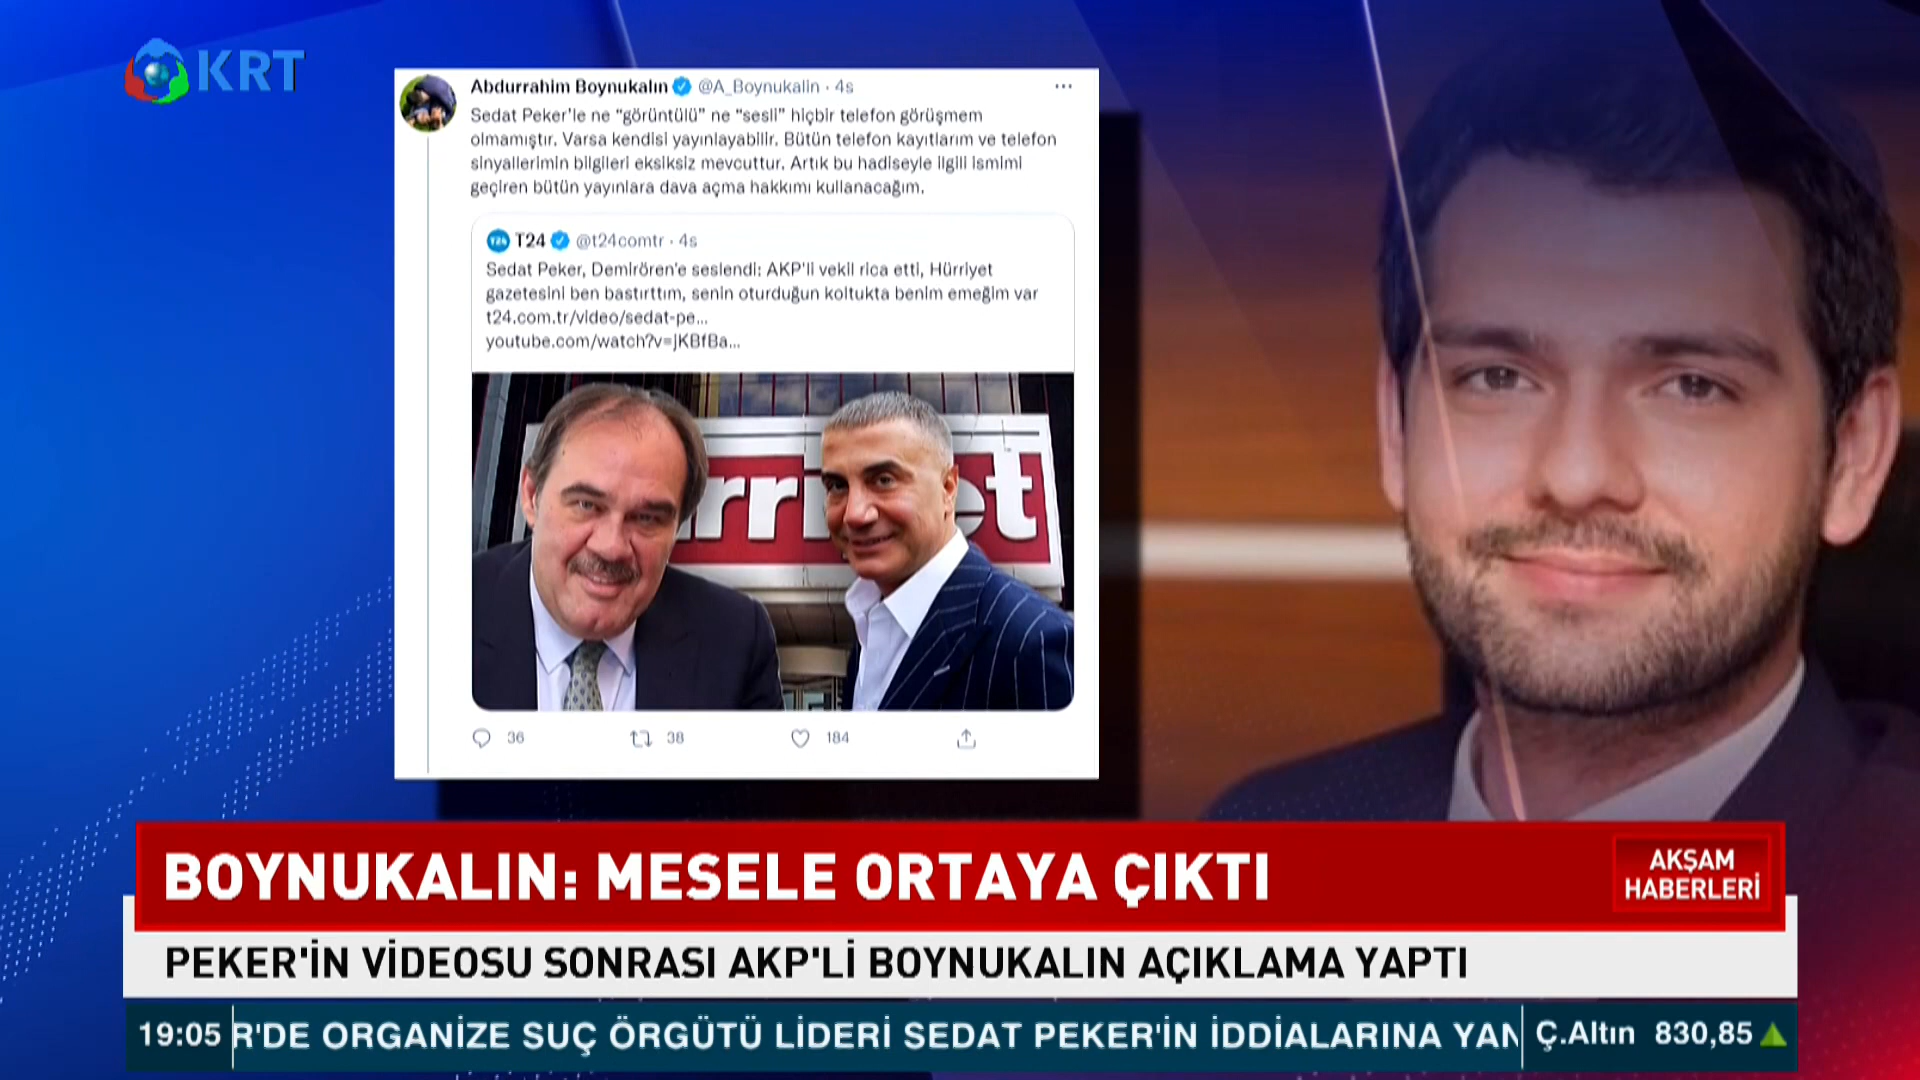 KRT
Abdurrahim Boynukalın @A_Boynukalin · 4s
Sedat Peker'le ne "görüntülü" ne "sesli" hiçbir telefon görüşmem
olmamıştır. Varsa kendisi yayınlayabilir. Bütün telefon kayıtlarım ve telefon
sinyallerimin bilgileri eksiksiz mevcuttur. Artık bu hadiseyle ilgili ismimi
geçiren bütün yayınlara dava açma hakkımı kullanacağım.
T24 T24 @t24comtr · 4s
Sedat Peker, Demirören'e seslendi: AKP'li vekil rica etti, Hürriyet
gazetesini ben bastırttım, senin oturduğun koltukta benim emeğim var
t24.com.tr/video/sedat-pe...
youtube.com/watch?v=jKBfBa...
rri et
36 38 184
BOYNUKALIN: MESELE ORTAYA ÇIKTI
AKŞAM
HABERLERİ
PEKER'İN VİDEOSU SONRASI AKP'Lİ BOYNUKALIN AÇIKLAMA YAPTI
19:05 R'DE ORGANİZE SUÇ ÖRGÜTÜ LİDERİ SEDAT PEKER'İN İDDİALARINA YAN Ç.Altın 830,85